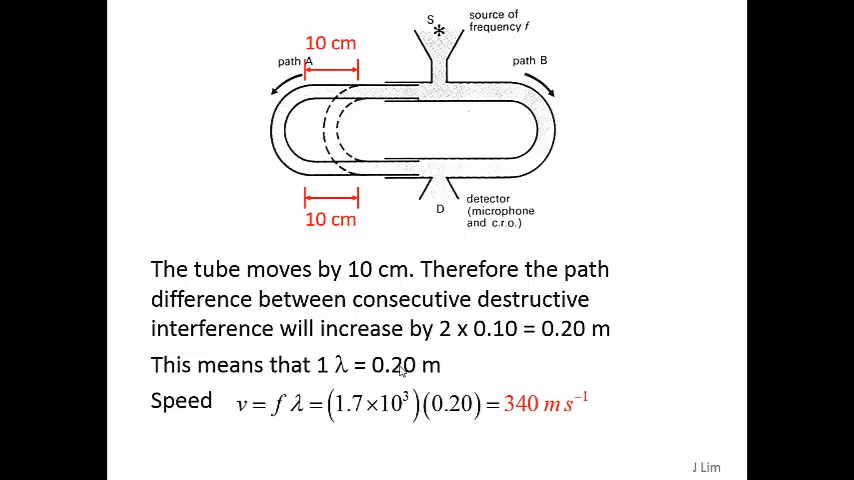 S
source of
frequency f
10 cm
path A
path B
D
detector
(microphone
and c.r.o.)
10 cm
The tube moves by 10 cm. Therefore the path
difference between consecutive destructive
interference will increase by 2 x 0.10 = 0.20 m
This means that 1 λ = 0.20 m
Speed v = f λ = (1.7×10³)(0.20) = 340 m s⁻¹
J Lim